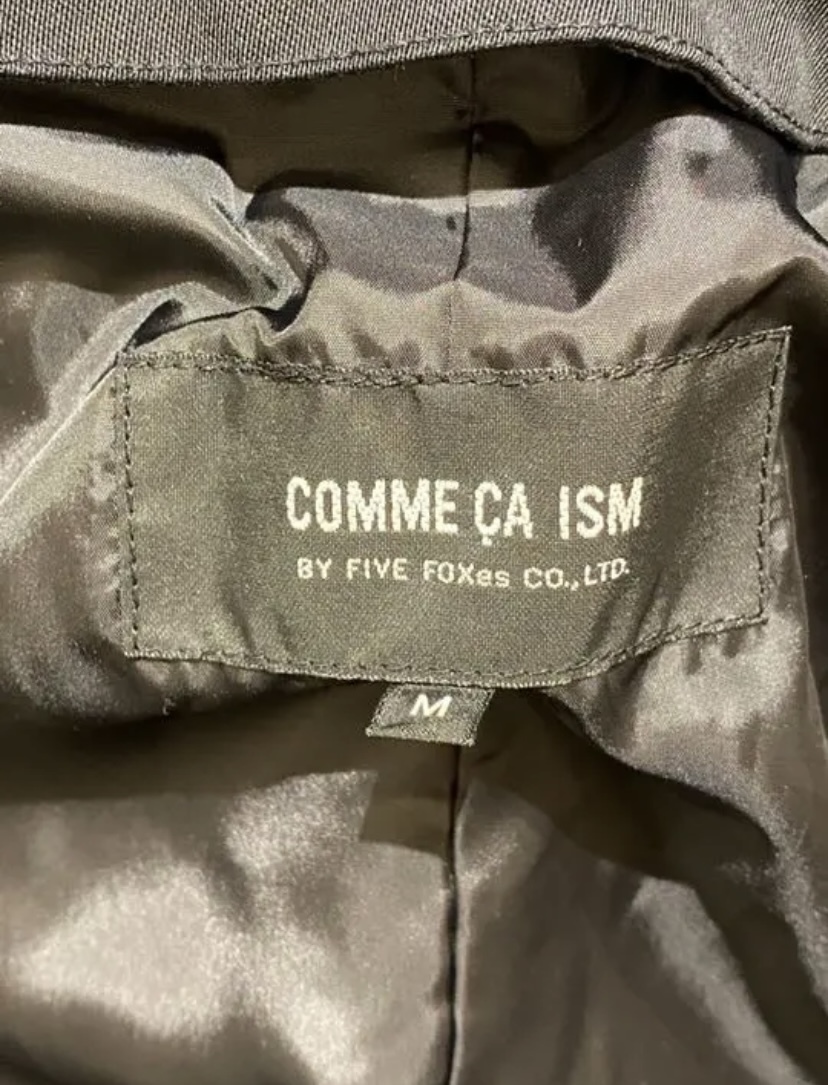 COMME ÇA ISM
BY FIVE FOXes CO., LTD.
M